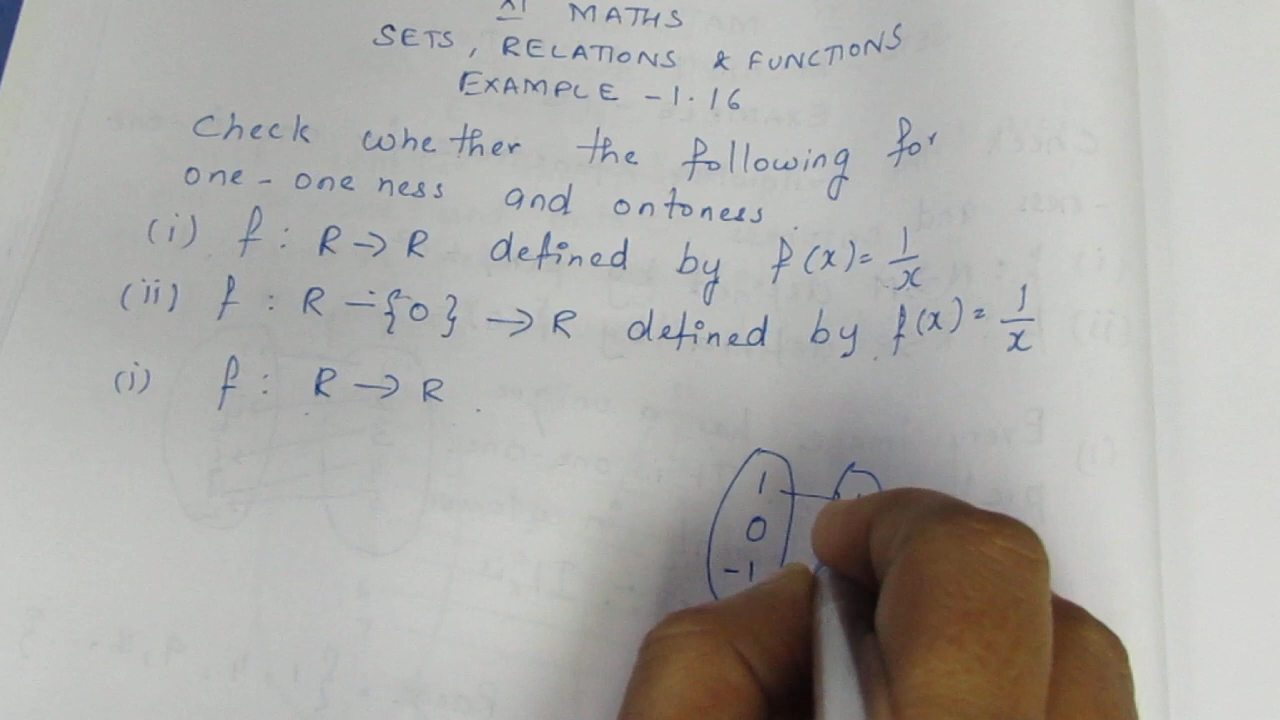 XI MATHS
SETS, RELATIONS & FUNCTIONS
EXAMPLE -1.16
Check whether the following for
one-oneness and ontoness.
(i) f : R → R defined by f(x)= 1/x
(ii) f : R -{0} → R defined by f(x)= 1/x
(i) f : R → R.
1
0
-1